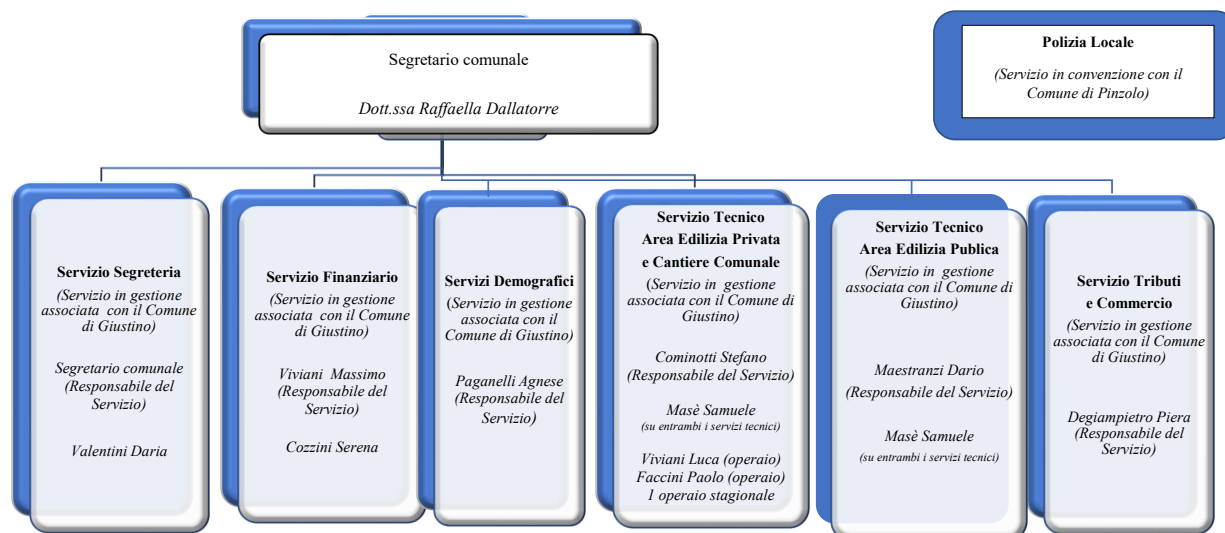 Segretario comunale
Dott.ssa Raffaella Dallatorre
Polizia Locale
(Servizio in convenzione con il
Comune di Pinzolo)
Servizio Segreteria
(Servizio in gestione
associata con il Comune
di Giustino)
Segretario comunale
(Responsabile del
Servizio)
Valentini Daria
Servizio Finanziario
(Servizio in gestione
associata con il Comune
di Giustino)
Viviani Massimo
(Responsabile del
Servizio)
Cozzini Serena
Servizi Demografici
(Servizio in gestione
associata con il
Comune di Giustino)
Paganelli Agnese
(Responsabile del
Servizio)
Servizio Tecnico
Area Edilizia Privata
e Cantiere Comunale
(Servizio in gestione
associata con il Comune di
Giustino)
Cominotti Stefano
(Responsabile del Servizio)
Masè Samuele
(su entrambi i servizi tecnici)
Viviani Luca (operaio)
Faccini Paolo (operaio)
1 operaio stagionale
Servizio Tecnico
Area Edilizia Publica
(Servizio in gestione
associata con il Comune di
Giustino)
Maestranzi Dario
(Responsabile del Servizio)
Masè Samuele
(su entrambi i servizi tecnici)
Servizio Tributi
e Commercio
(Servizio in gestione
associata con il Comune
di Giustino)
Degiampietro Piera
(Responsabile del
Servizio)